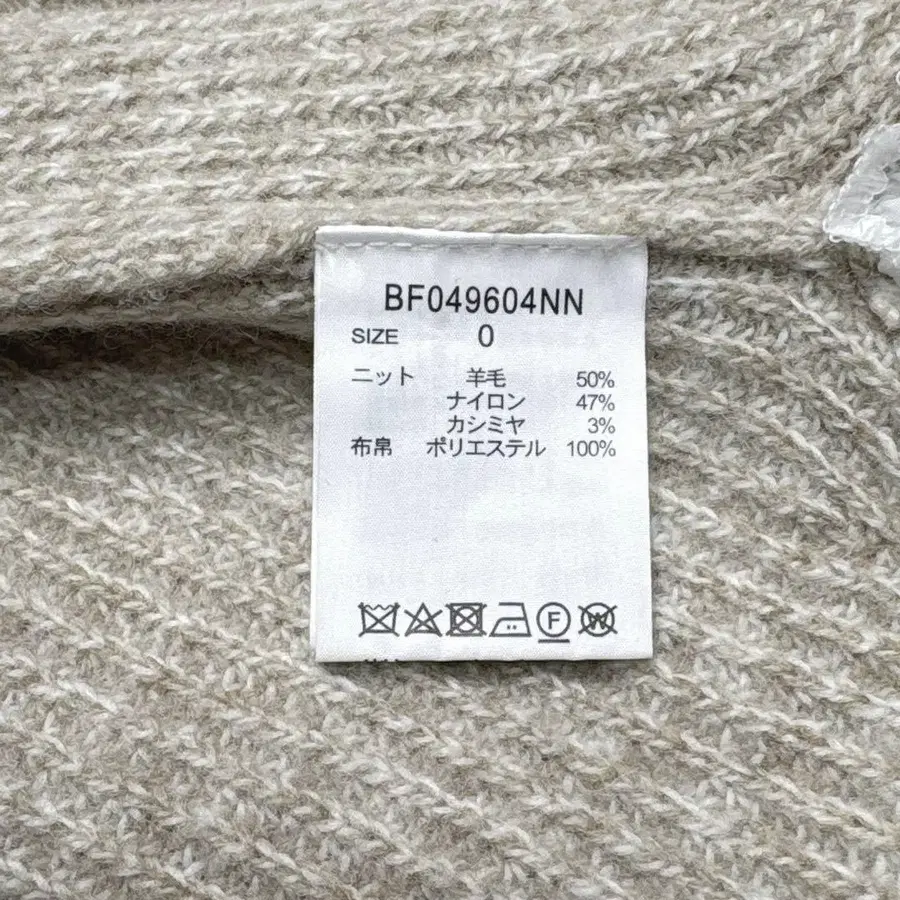 BF049604NN
SIZE 0
ニット 羊毛 50%
ナイロン 47%
カシミヤ 3%
布帛 ポリエステル 100%
F W